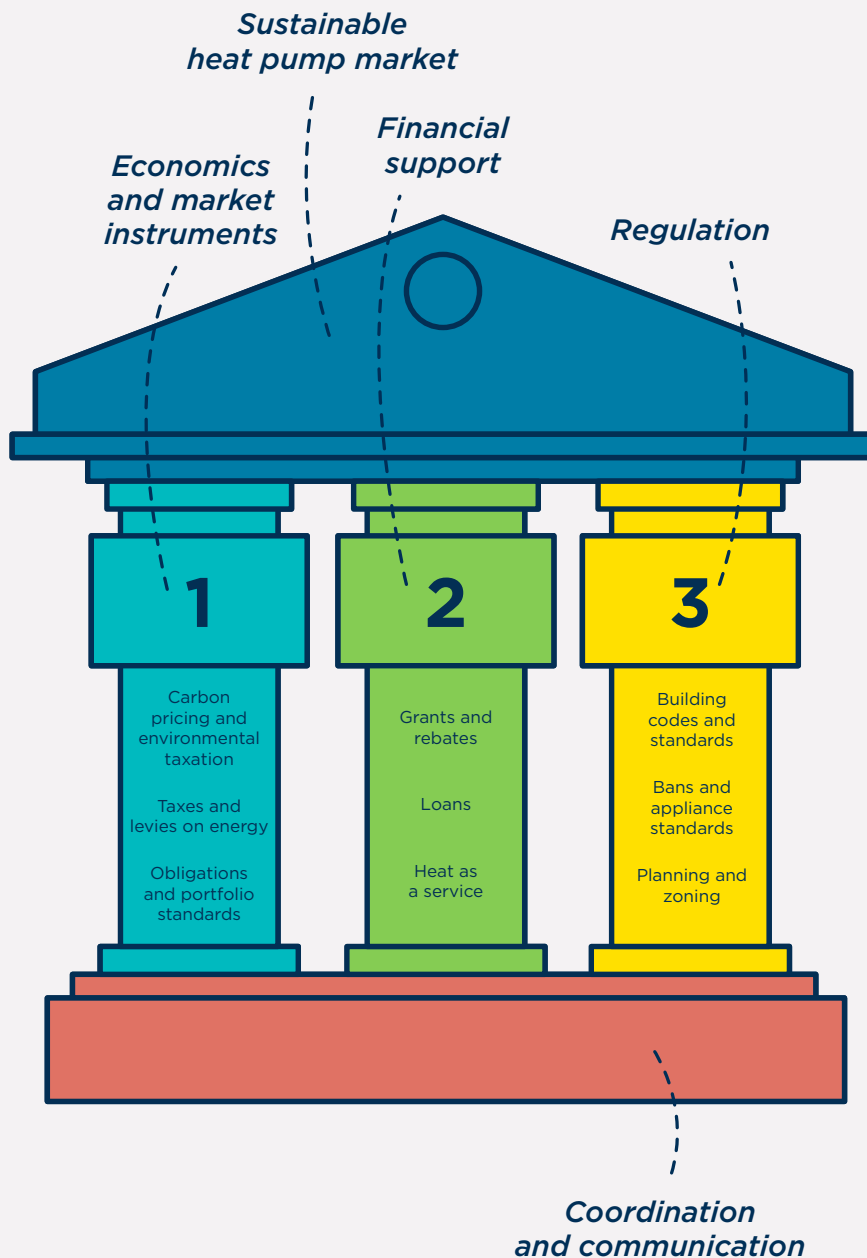 Sustainable
heat pump market
Financial
support
Economics
and market
instruments
Regulation
1
2
3
Carbon
pricing and
environmental
taxation
Taxes and
levies on energy
Obligations
and portfolio
standards
Grants and
rebates
Loans
Heat as
a service
Building
codes and
standards
Bans and
appliance
standards
Planning and
zoning
Coordination
and communication